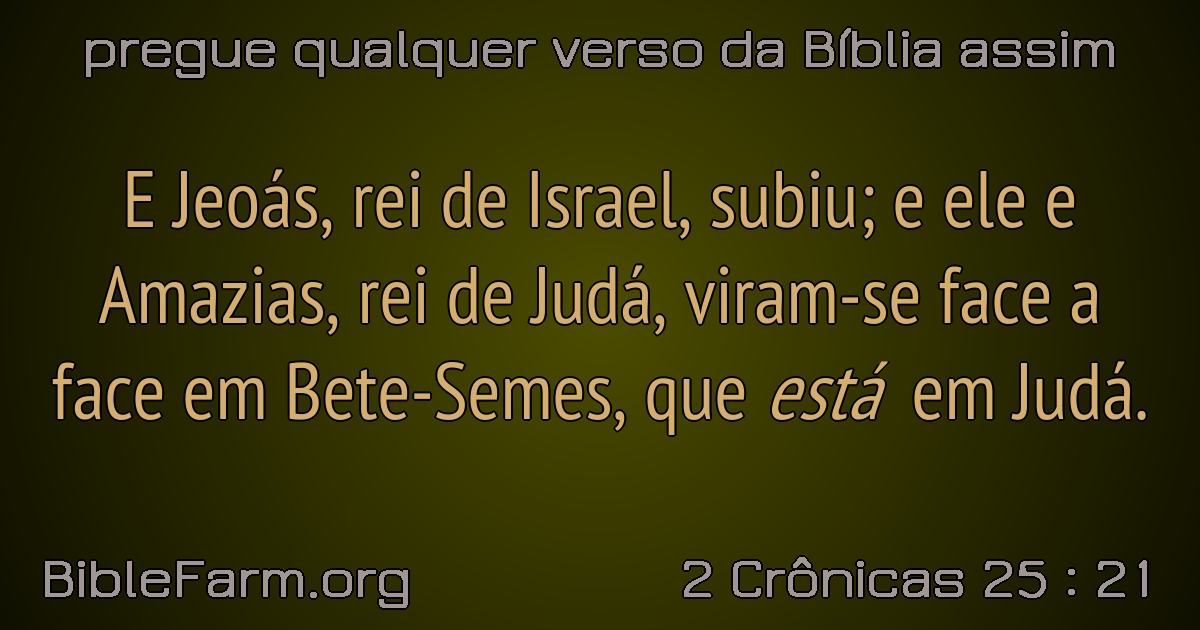 pregue qualquer verso da Bíblia assim
E Jeoás, rei de Israel, subiu; e ele e
Amazias, rei de Judá, viram-se face a
face em Bete-Semes, que está em Judá.
BibleFarm.org
2 Crônicas 25 : 21